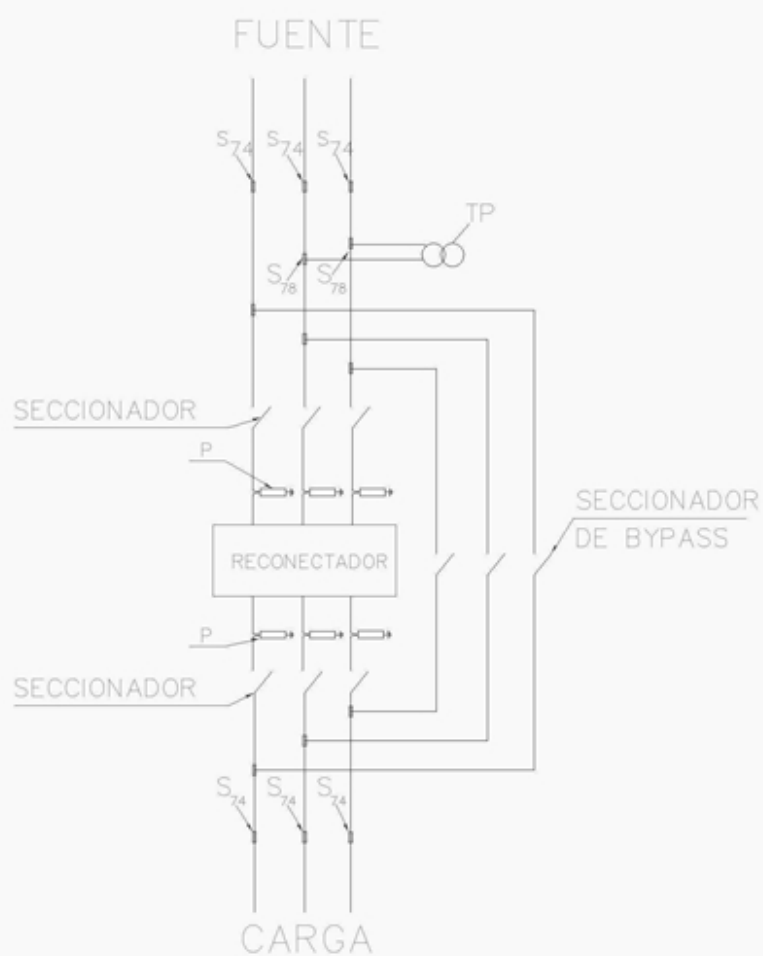 FUENTE
S74 S74 S74
TP
S78 S78
SECCIONADOR
P
SECCIONADOR
DE BYPASS
RECONECTADOR
P
SECCIONADOR
S74 S74 S74
CARGA